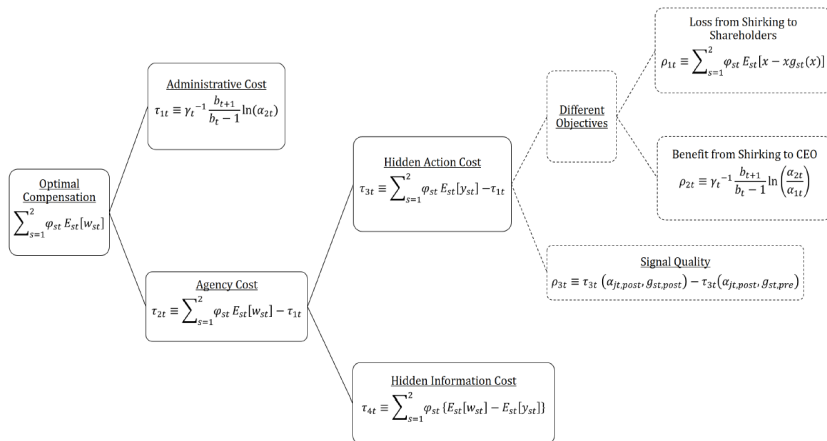 Optimal
Compensation
∑_{s=1}^{2} φ_{st} E_{st}[w_{st}]
Administrative Cost
τ_{1t} ≡ γ_t^{-1} \frac{b_{t+1}}{b_t − 1} ln(α_{2t})
Agency Cost
τ_{2t} ≡ ∑_{s=1}^{2} φ_{st} E_{st}[w_{st}] − τ_{1t}
Hidden Action Cost
τ_{3t} ≡ ∑_{s=1}^{2} φ_{st} E_{st}[y_{st}] −τ_{1t}
Hidden Information Cost
τ_{4t} ≡ ∑_{s=1}^{2} φ_{st} {E_{st}[w_{st}] − E_{st}[y_{st}]}
Different
Objectives
Loss from Shirking to
Shareholders
ρ_{1t} ≡ ∑_{s=1}^{2} φ_{st} E_{st}[x − xg_{st}(x)]
Benefit from Shirking to CEO
ρ_{2t} ≡ γ_t^{-1} \frac{b_{t+1}}{b_t − 1} ln(\frac{α_{2t}}{α_{1t}})
Signal Quality
ρ_{3t} ≡ τ_{3t} (α_{jt,post}, g_{st,post}) − τ_{3t}(α_{jt,post}, g_{st,pre})